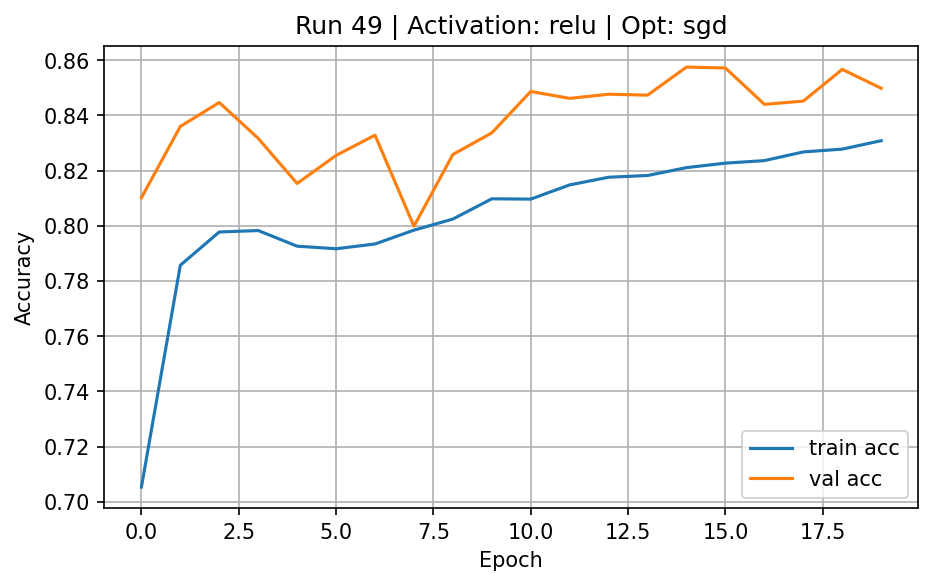 Run 49 | Activation: relu | Opt: sgd
0.86
0.84
0.82
0.80
0.78
0.76
0.74
0.72
0.70
Accuracy
train acc
val acc
0.0 2.5 5.0 7.5 10.0 12.5 15.0 17.5
Epoch